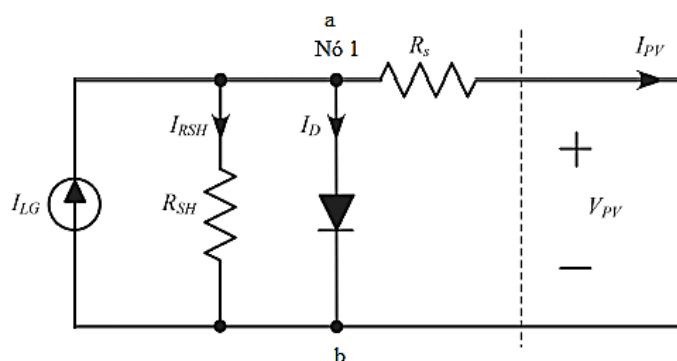 a
Nó 1
R_s
I_PV
I_RSH
I_D
I_LG
R_SH
+
V_PV
−
b